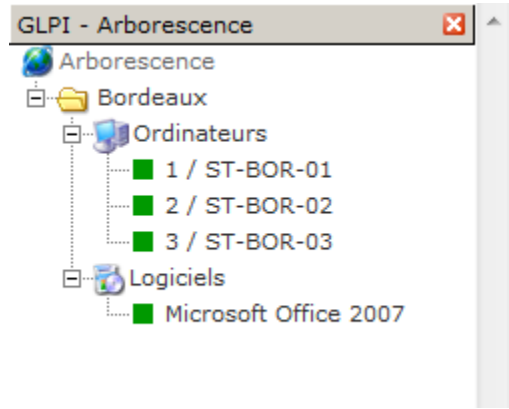 GLPI - Arborescence
Arborescence
Bordeaux
Ordinateurs
1 / ST-BOR-01
2 / ST-BOR-02
3 / ST-BOR-03
Logiciels
Microsoft Office 2007